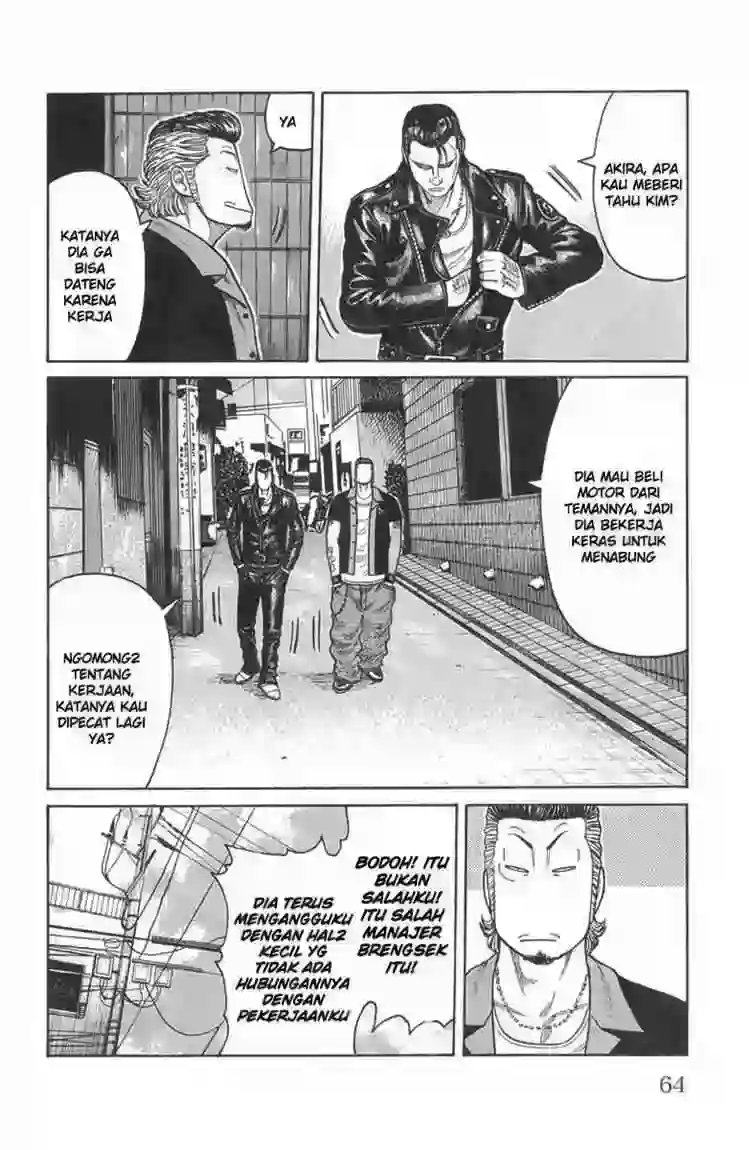 AKIRA, APA
KAU MEBERI
TAHU KIM?
YA
KATANYA
DIA GA
BISA
DATENG
KARENA
KERJA
DIA MAU BELI
MOTOR DARI
TEMANNYA, JADI
DIA BEKERJA
KERAS UNTUK
MENABUNG
NGOMONG2
TENTANG
KERJAAN,
KATANYA KAU
DIPECAT LAGI
YA?
BODOH! ITU
BUKAN
SALAHKU!
ITU SALAH
MANAJER
BRENGSEK
ITU!
DIA TERUS
MENGANGGUKU
DENGAN HAL2
KECIL YG
TIDAK ADA
HUBUNGANNYA
DENGAN
PEKERJAANKU
64